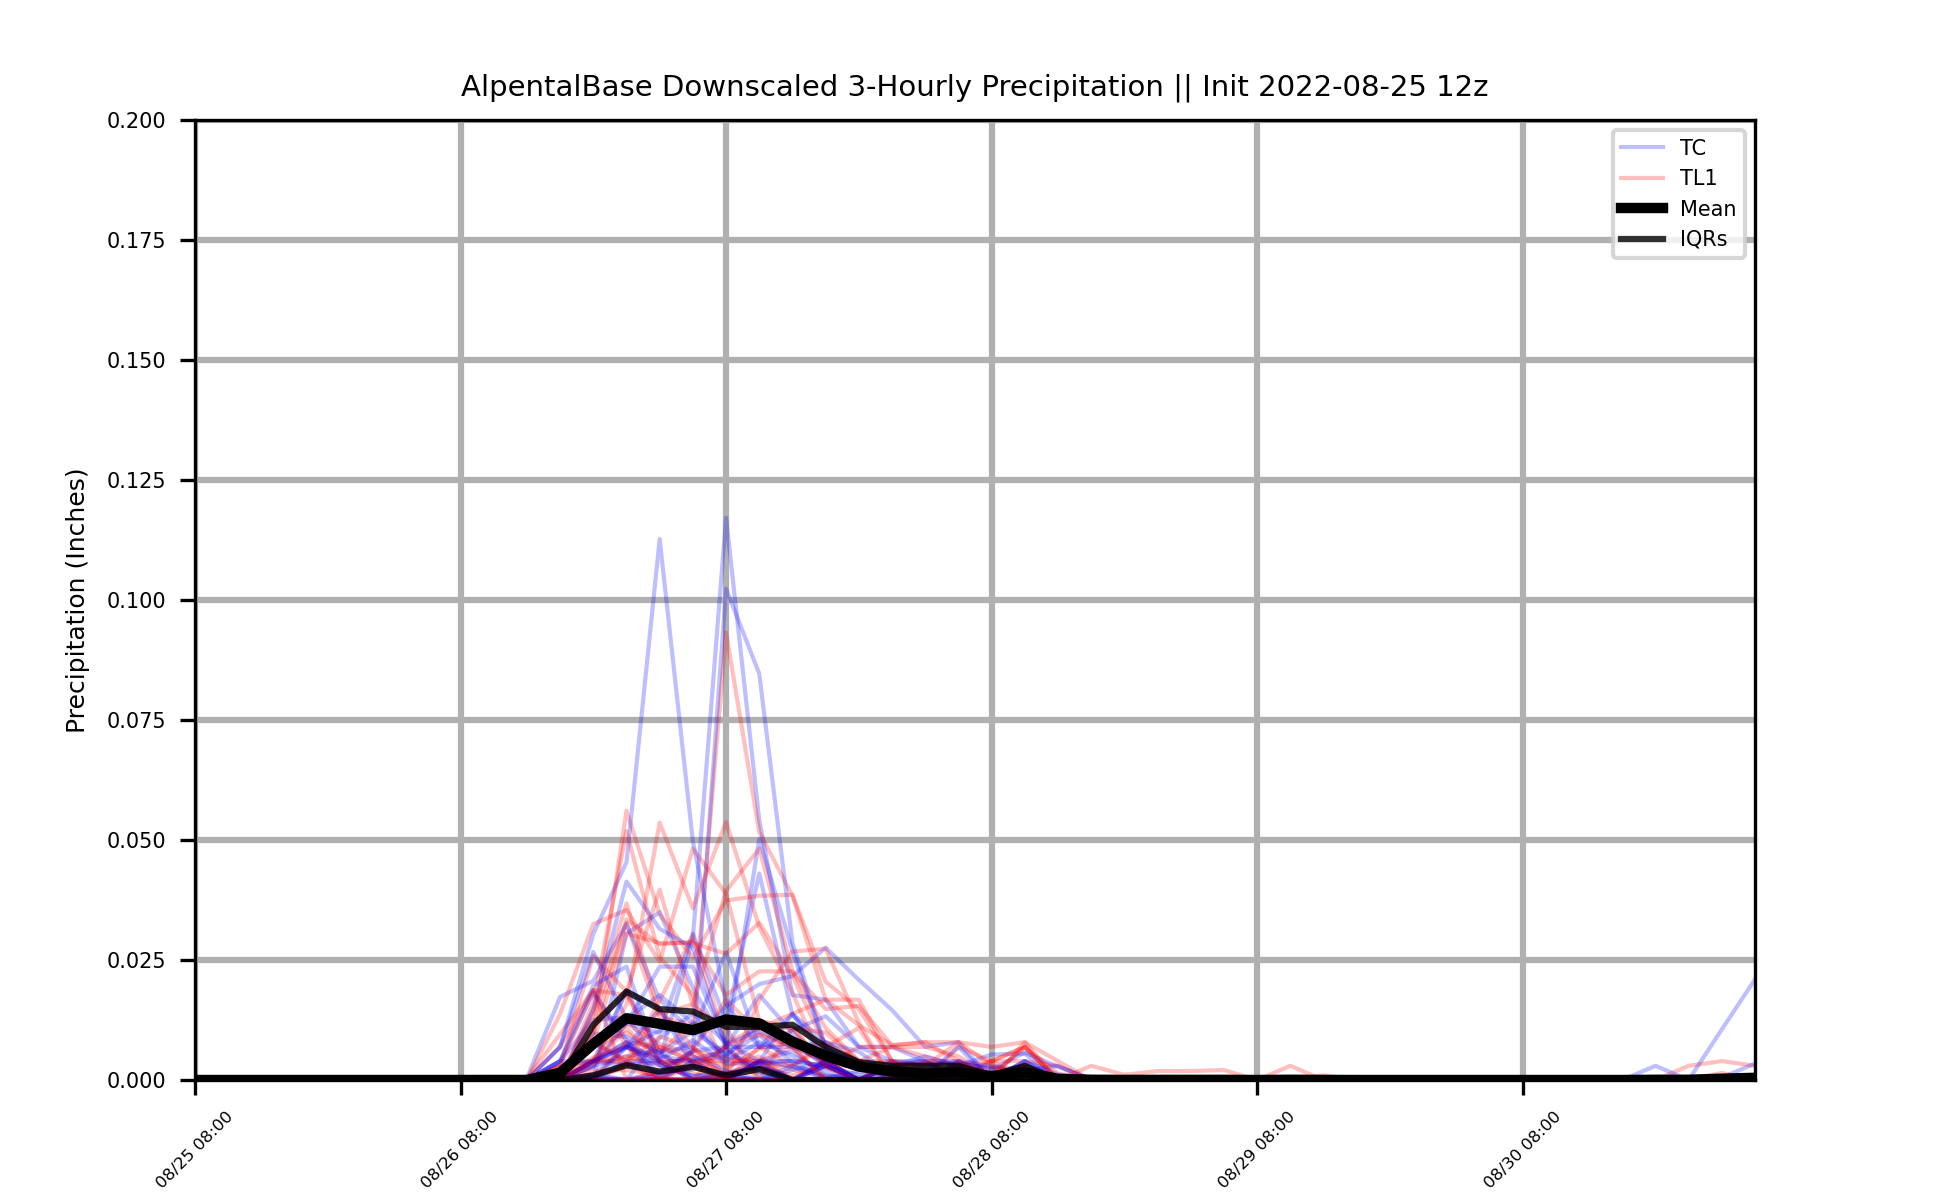 AlpentalBase Downscaled 3-Hourly Precipitation || Init 2022-08-25 12z
TC
TL1
Mean
IQRs
Precipitation (Inches)
0.200
0.175
0.150
0.125
0.100
0.075
0.050
0.025
0.000
08/25 08:00
08/26 08:00
08/27 08:00
08/28 08:00
08/29 08:00
08/30 08:00